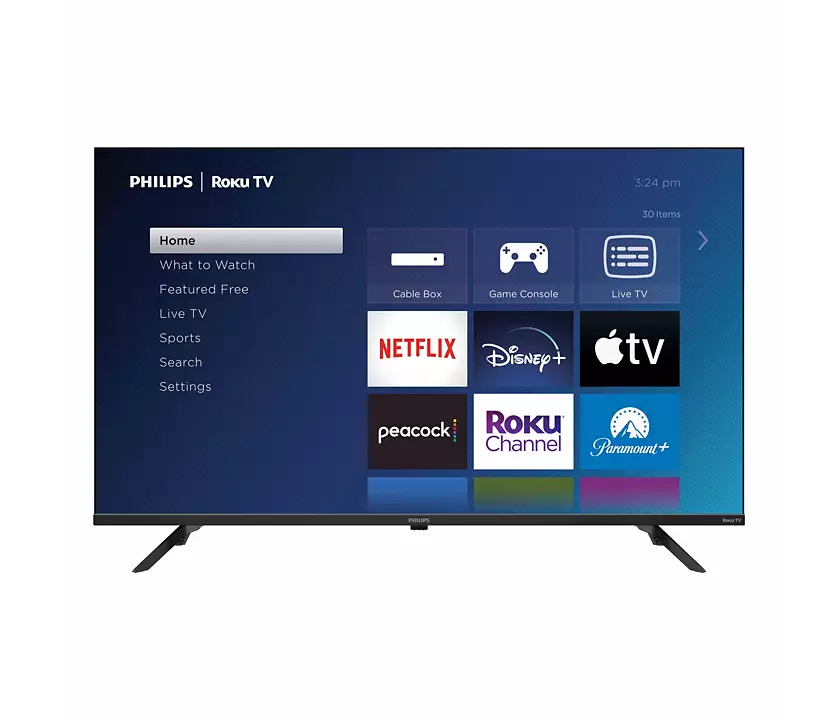 PHILIPS | Roku TV
3:24 pm
30 Items
Home
What to Watch
Featured Free
Live TV
Sports
Search
Settings
Cable Box
Game Console
Live TV
NETFLIX
Disney+
tv
peacock
Roku
Channel
Paramount+
PHILIPS
Roku TV